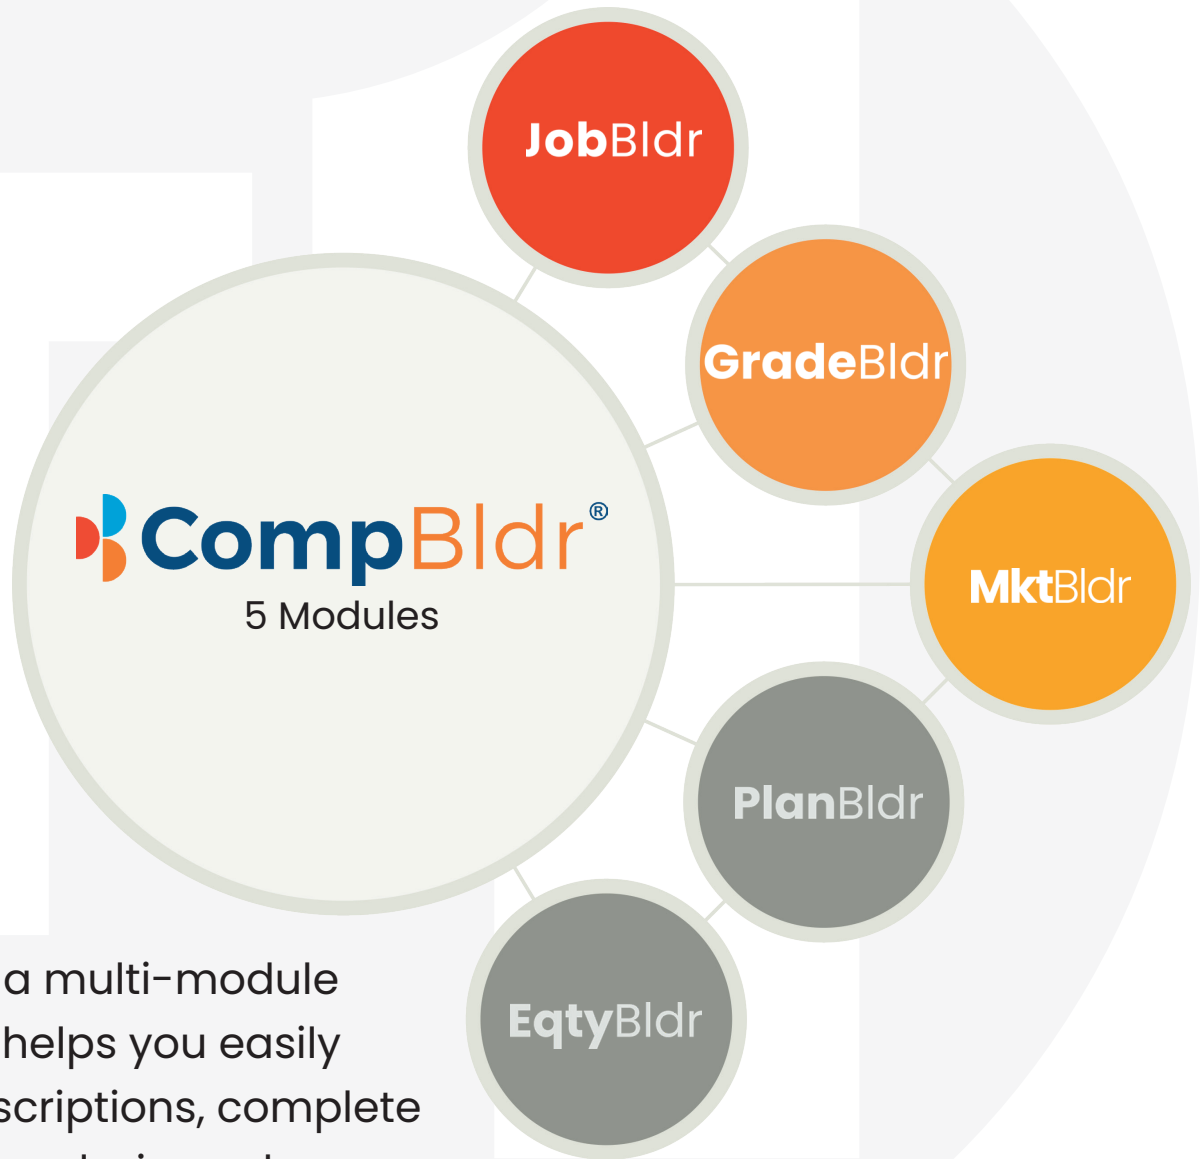 JobBldr
GradeBldr
CompBldr®
5 Modules
MktBldr
PlanBldr
EqtyBldr
a multi-module
helps you easily
scriptions, complete